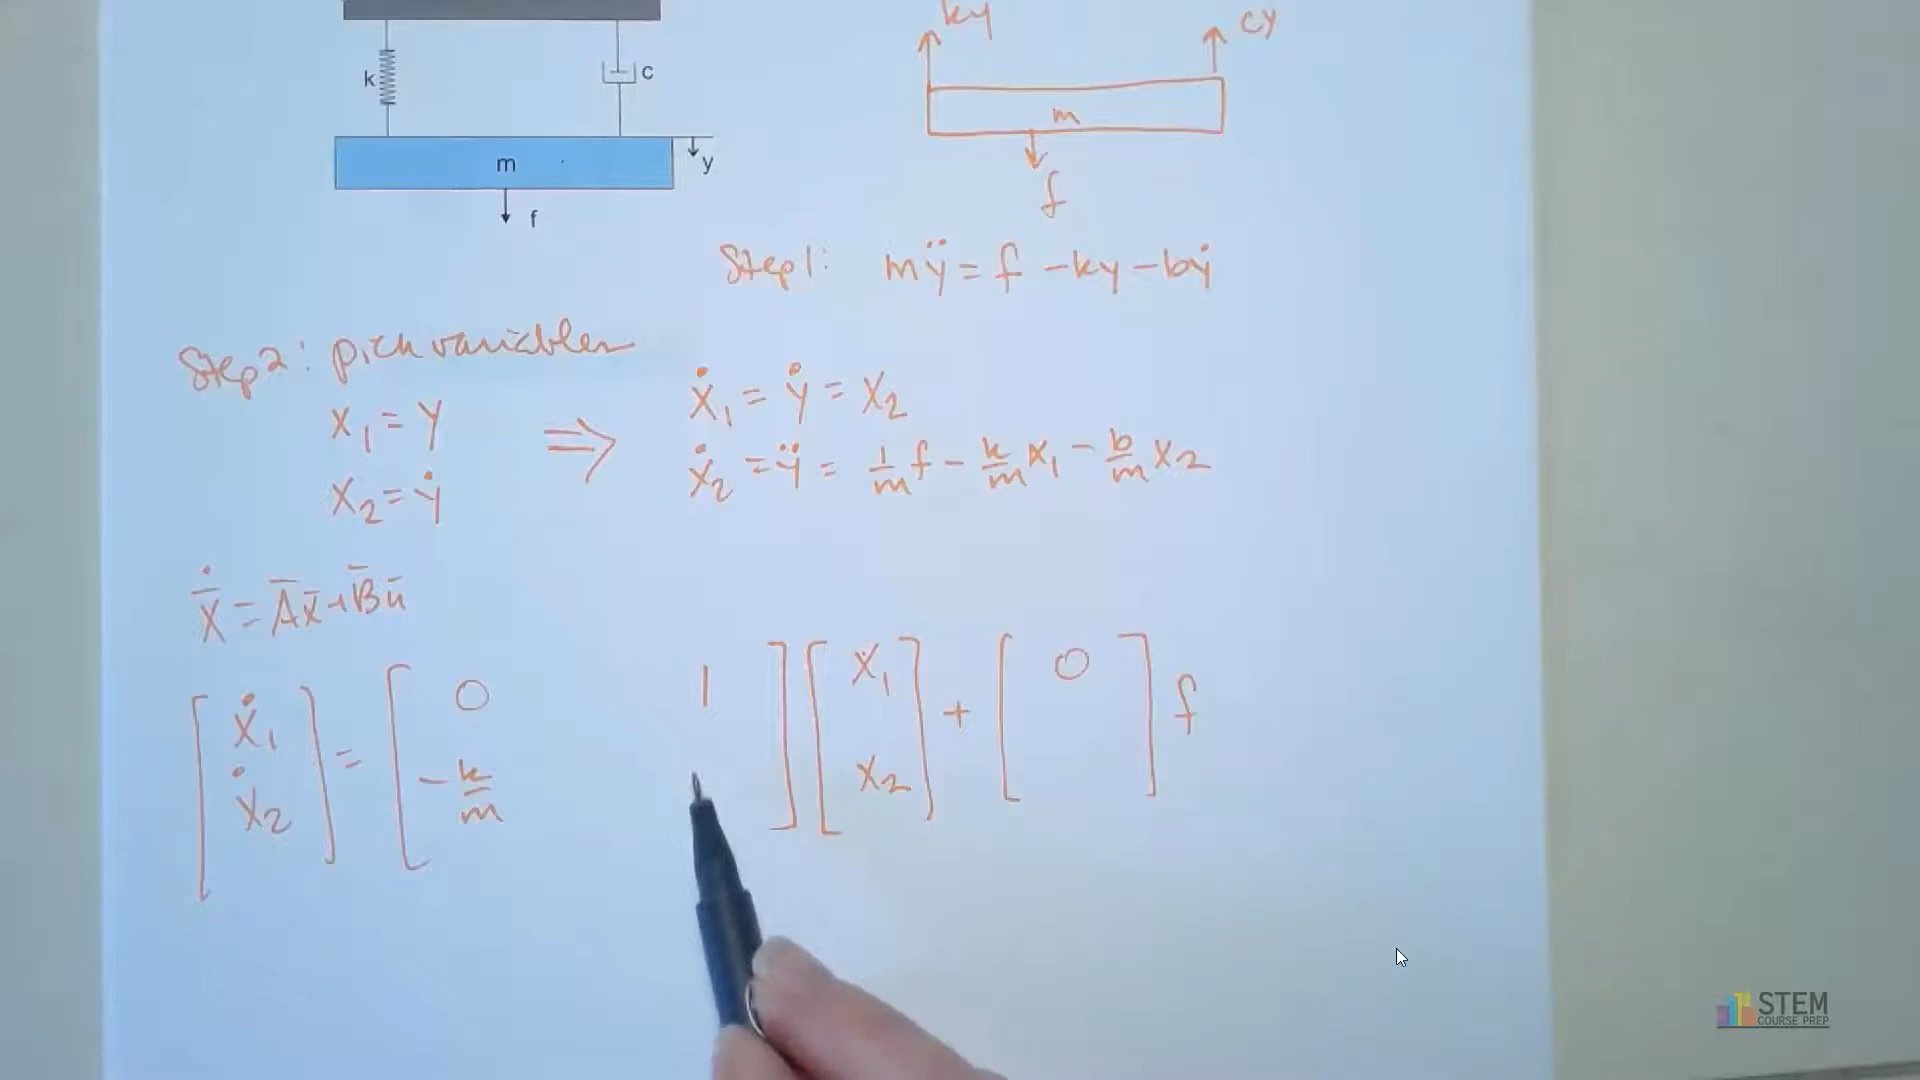 ky
cy
k
c
m
m
y
f
f
Step 1: mÿ = f - ky - bẏ
Step 2: pick variables
x₁ = y
ẋ₁ = ẏ = x₂
x₂ = ẏ
⇒
ẋ₂ = ÿ = 1/m f - k/m x₁ - b/m x₂
ẋ̄ = Āx̄ + B̄ū
[ẋ₁ ẋ₂] = [0 1 -k/m ] [x₁ x₂] + [0 ] f
STEM
COURSE PREP